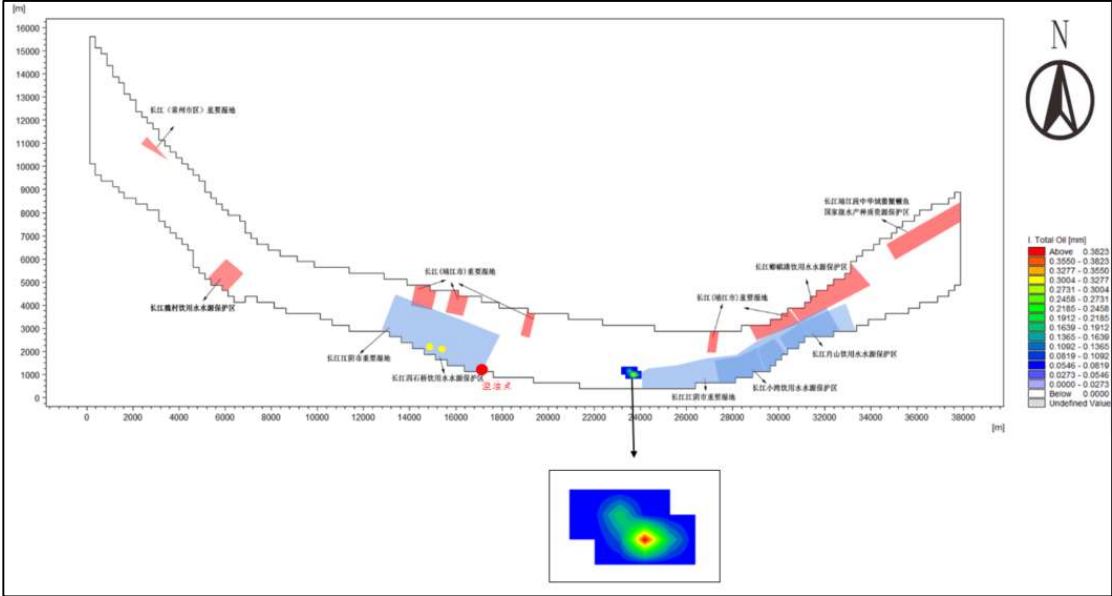 [m]
16000
15000
14000
13000
12000
11000
10000
9000
8000
7000
6000
5000
4000
3000
2000
1000
0
长江（常州市区）重要湿地
长江魏村饮用水水源保护区
长江(靖江市)重要湿地
长江江阴市重要湿地
长江西石桥饮用水水源保护区
溢油点
长江(靖江市)重要湿地
长江蟛蜞港饮用水水源保护区
长江靖江段中华绒螯蟹鳜鱼
国家级水产种质资源保护区
长江肖山饮用水水源保护区
长江小湾饮用水水源保护区
长江江阴市重要湿地
0 2000 4000 6000 8000 10000 12000 14000 16000 18000 20000 22000 24000 26000 28000 30000 32000 34000 36000 38000
[m]
N
I. Total Oil [mm]
Above 0.3823
0.3550 - 0.3823
0.3277 - 0.3550
0.3004 - 0.3277
0.2731 - 0.3004
0.2458 - 0.2731
0.2185 - 0.2458
0.1912 - 0.2185
0.1639 - 0.1912
0.1365 - 0.1639
0.1092 - 0.1365
0.0819 - 0.1092
0.0546 - 0.0819
0.0273 - 0.0546
0.0000 - 0.0273
Below 0.0000
Undefined Value